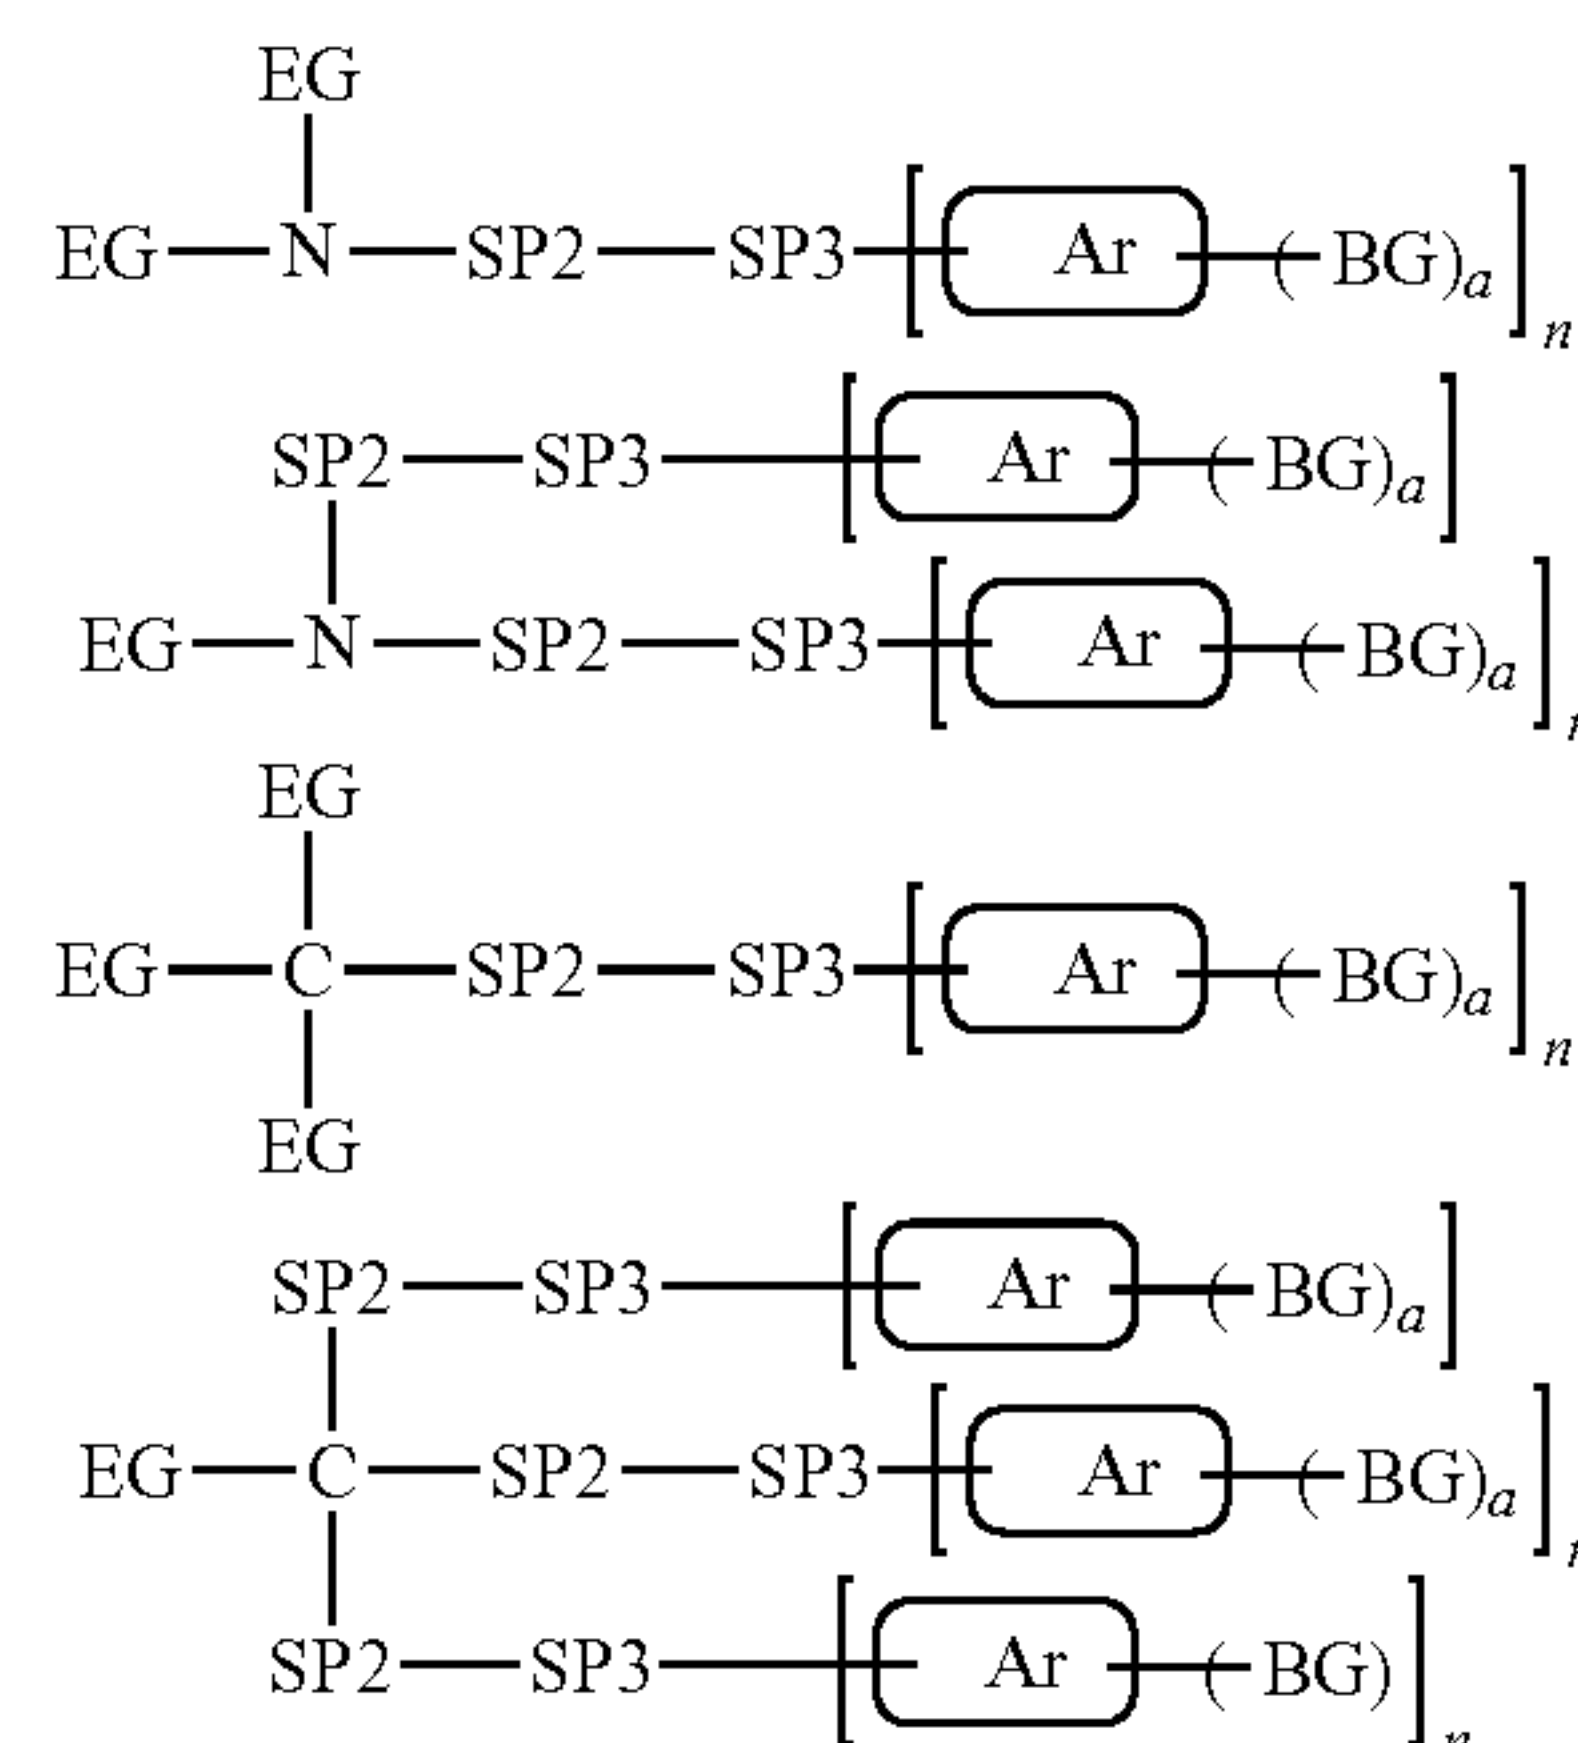 EG
EG N SP2 SP3 [ Ar ( BG)a ]n
SP2 SP3 [ Ar ( BG)a ]
EG N SP2 SP3 [ Ar ( BG)a ]
EG
EG C SP2 SP3 [ Ar ( BG)a ]n
EG
SP2 SP3 [ Ar ( BG)a ]
EG C SP2 SP3 [ Ar ( BG)a ]
SP2 SP3 [ Ar ( BG) ]n